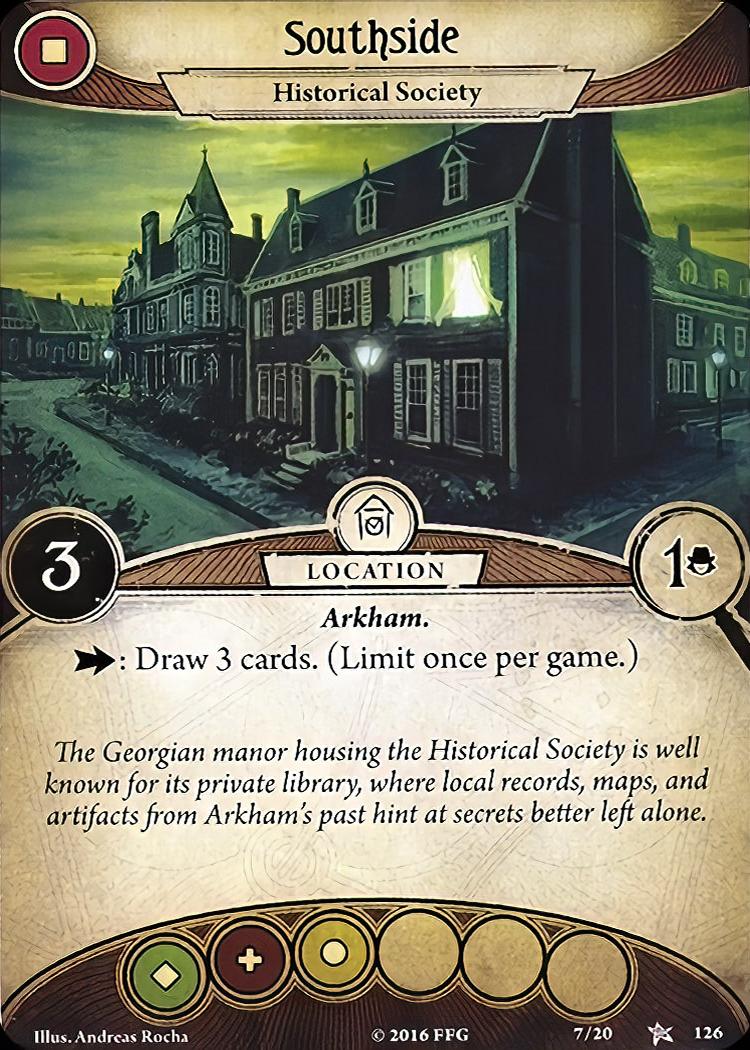 Southside
Historical Society
3
1
LOCATION
Arkham.
: Draw 3 cards. (Limit once per game.)
The Georgian manor housing the Historical Society is well
known for its private library, where local records, maps, and
artifacts from Arkham's past hint at secrets better left alone.
Illus. Andreas Rocha © 2016 FFG 7/20 126